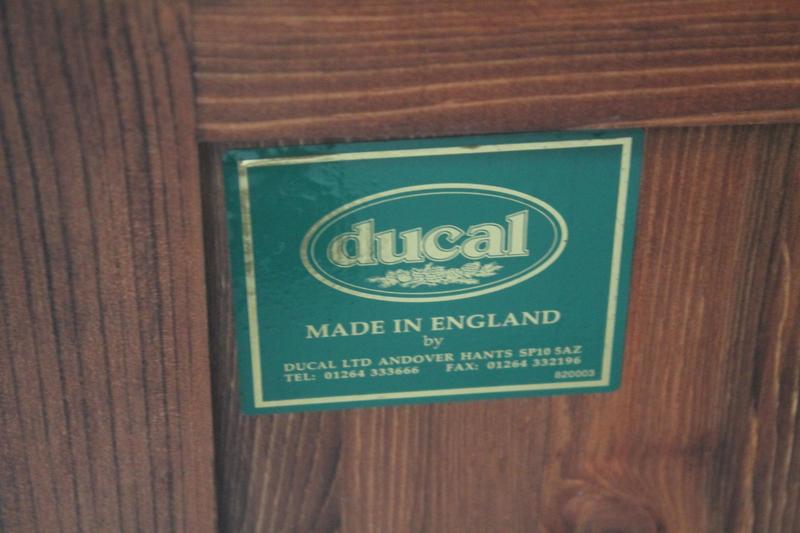 ducal
MADE IN ENGLAND
by
DUCAL LTD ANDOVER HANTS SP10 5AZ
TEL: 01264 333666 FAX: 01264 332196
820003